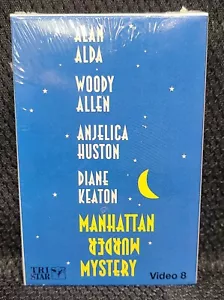 ALAN
ALDA
WOODY
ALLEN
ANJELICA
HUSTON
DIANE
KEATON
MANHATTAN
MURDER
MYSTERY
TRI
STAR
Video 8